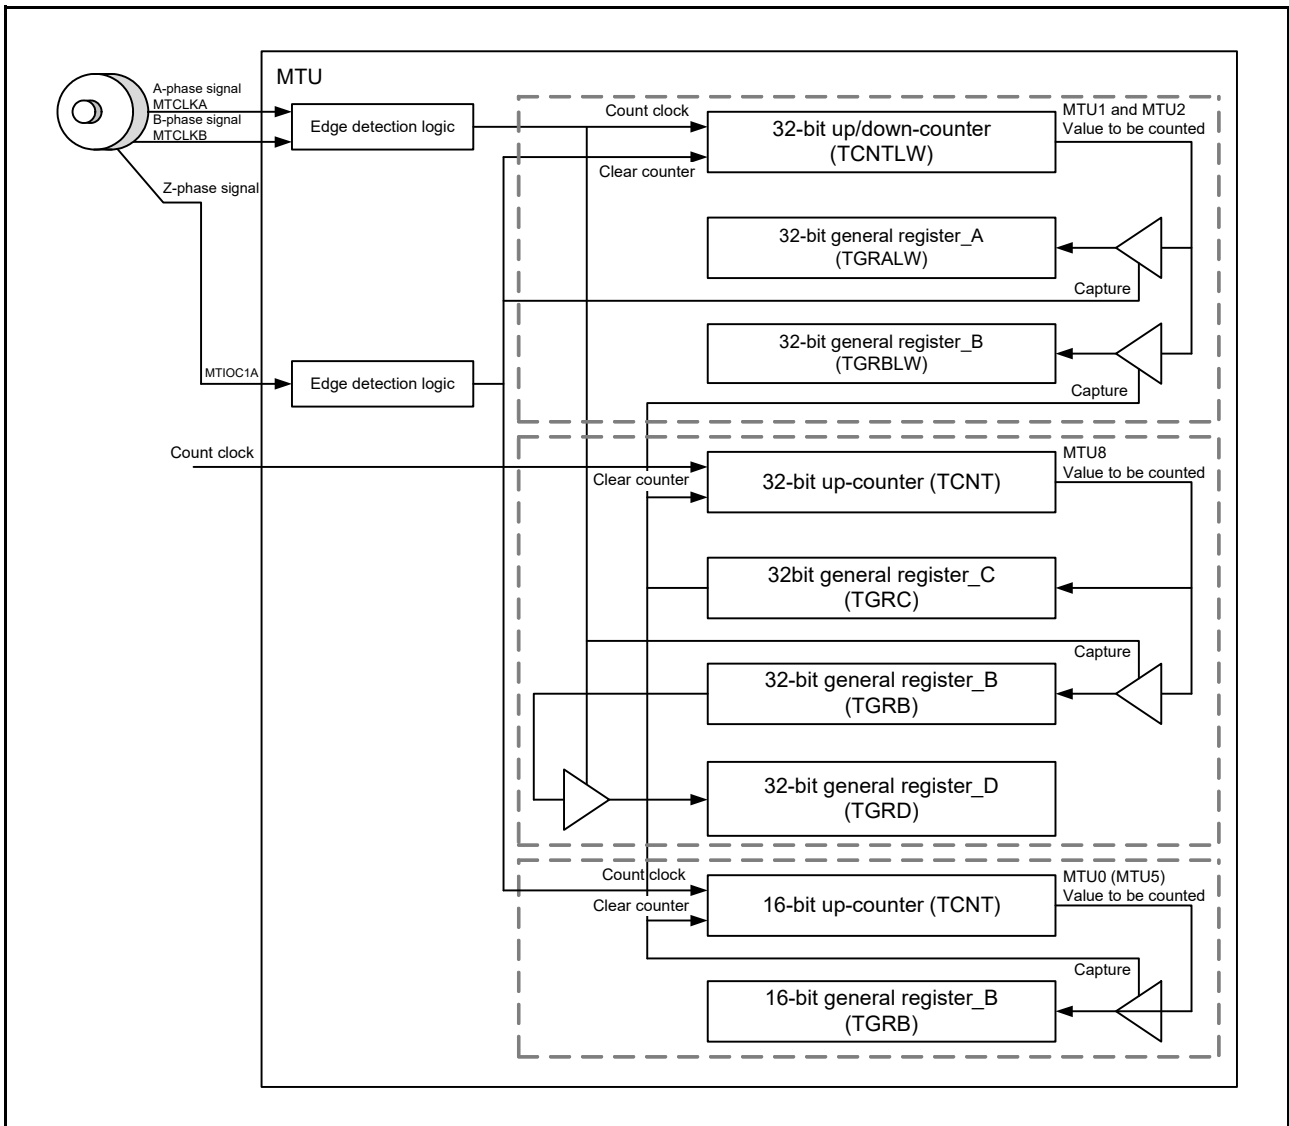 MTU
A-phase signal
MTCLKA
B-phase signal
MTCLKB
Edge detection logic
Z-phase signal
MTIOC1A
Edge detection logic
Count clock
Clear counter
32-bit up/down-counter
(TCNTLW)
MTU1 and MTU2
Value to be counted
32-bit general register_A
(TGRALW)
Capture
32-bit general register_B
(TGRBLW)
Capture
Count clock
Clear counter
32-bit up-counter (TCNT)
MTU8
Value to be counted
32bit general register_C
(TGRC)
Capture
32-bit general register_B
(TGRB)
32-bit general register_D
(TGRD)
Count clock
Clear counter
16-bit up-counter (TCNT)
MTU0 (MTU5)
Value to be counted
Capture
16-bit general register_B
(TGRB)